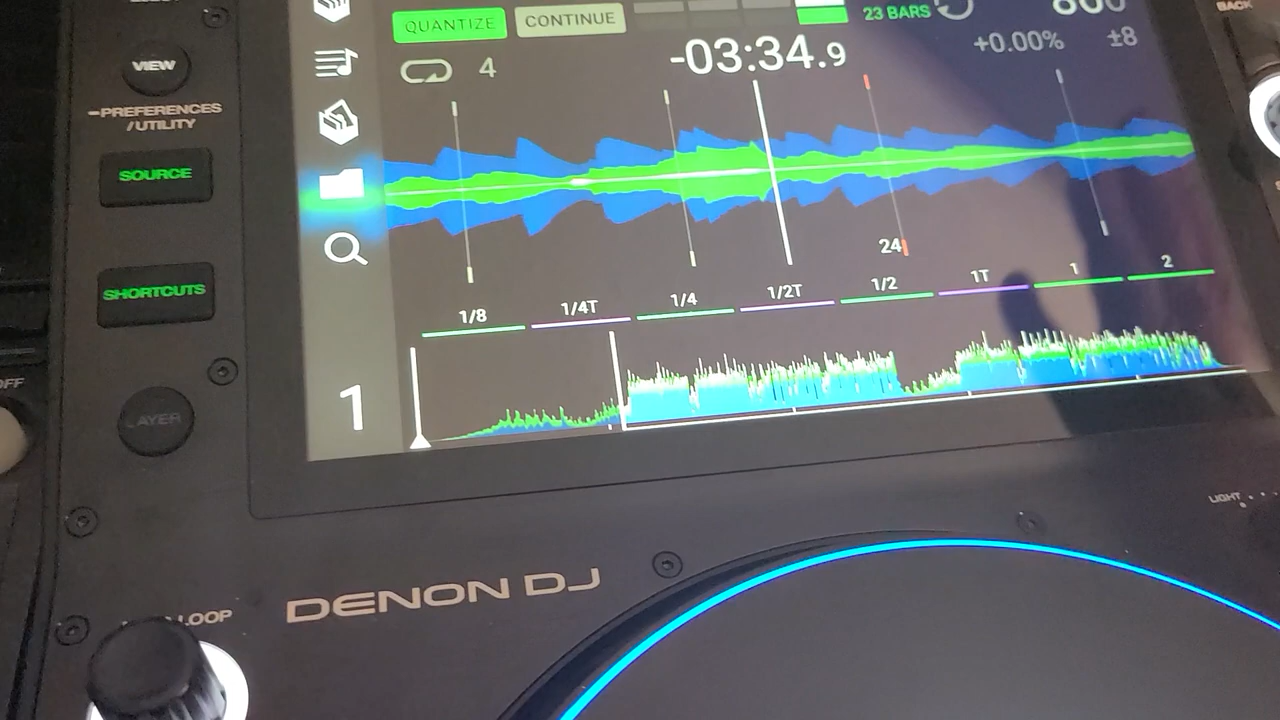 BACK
QUANTIZE
CONTINUE
23 BARS
4
-03:34.9
+0.00%
±8
VIEW
-PREFERENCES
/UTILITY
SOURCE
SHORTCUTS
24
1/8
1/4T
1/4
1/2T
1/2
1T
1
2
1
OFF
LAYER
LIGHT
DENON DJ
LOOP